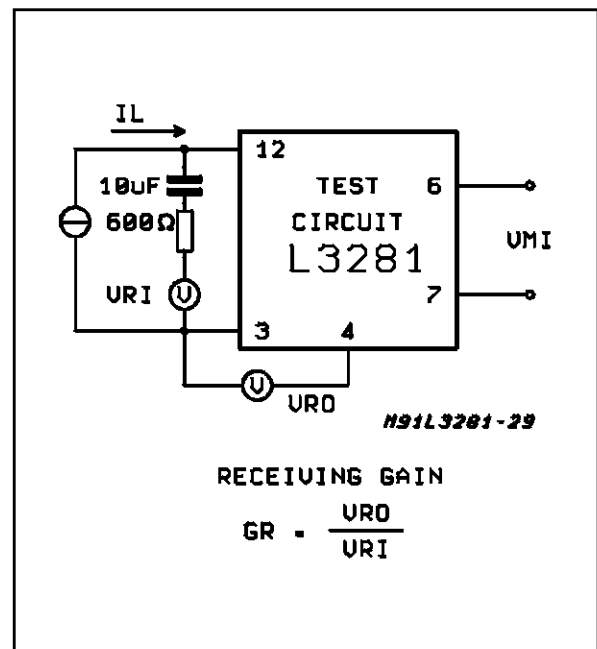 IL
12
10uF
TEST
6
600Ω
CIRCUIT
VMI
L3281
VRI
V
7
3
4
V
VRO
M91L3281-29
RECEIVING GAIN
GR = VRO
VRI